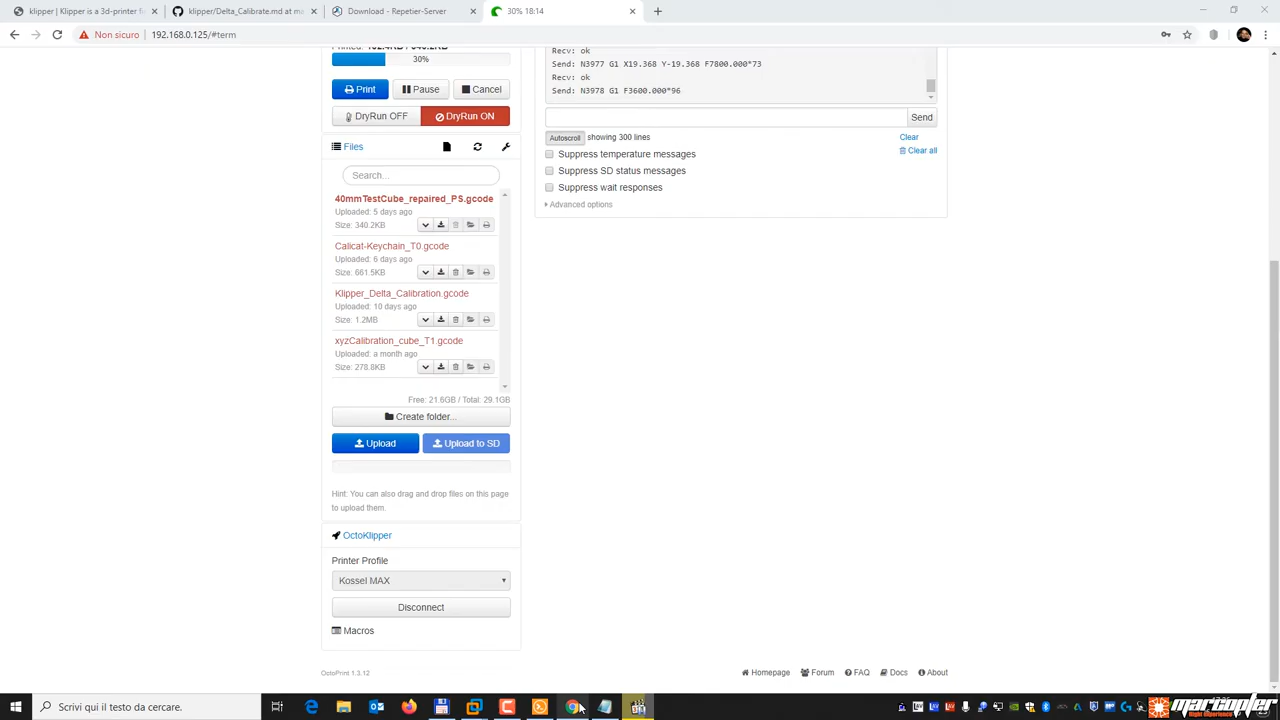 klipper | Klipper is a 3d-printer fi
klipper/Delta_Calibrate.md at m
Download - Repetier-Server
30% 18:14
Non sicuro
192.168.0.125/#term
30%
Print
Pause
Cancel
DryRun OFF
DryRun ON
Files
Search...
40mmTestCube_repaired_PS.gcode
Uploaded: 5 days ago
Size: 340.2KB
Calicat-Keychain_T0.gcode
Uploaded: 6 days ago
Size: 661.5KB
Klipper_Delta_Calibration.gcode
Uploaded: 10 days ago
Size: 1.2MB
xyzCalibration_cube_T1.gcode
Uploaded: a month ago
Size: 278.8KB
Free: 21.6GB / Total: 29.1GB
Create folder...
Upload
Upload to SD
Hint: You can also drag and drop files on this page
to upload them.
OctoKlipper
Printer Profile
Kossel MAX
Disconnect
Macros
OctoPrint 1.3.12
Recv: ok
Send: N3977 G1 X19.368 Y-19.368 F7800.000*73
Recv: ok
Send: N3978 G1 F3600.000*96
Send
Autoscroll
showing 300 lines
Clear
Clear all
Suppress temperature messages
Suppress SD status messages
Suppress wait responses
Advanced options
Homepage
Forum
FAQ
Docs
About
Scrivi qui il testo da cercare.
marcopter